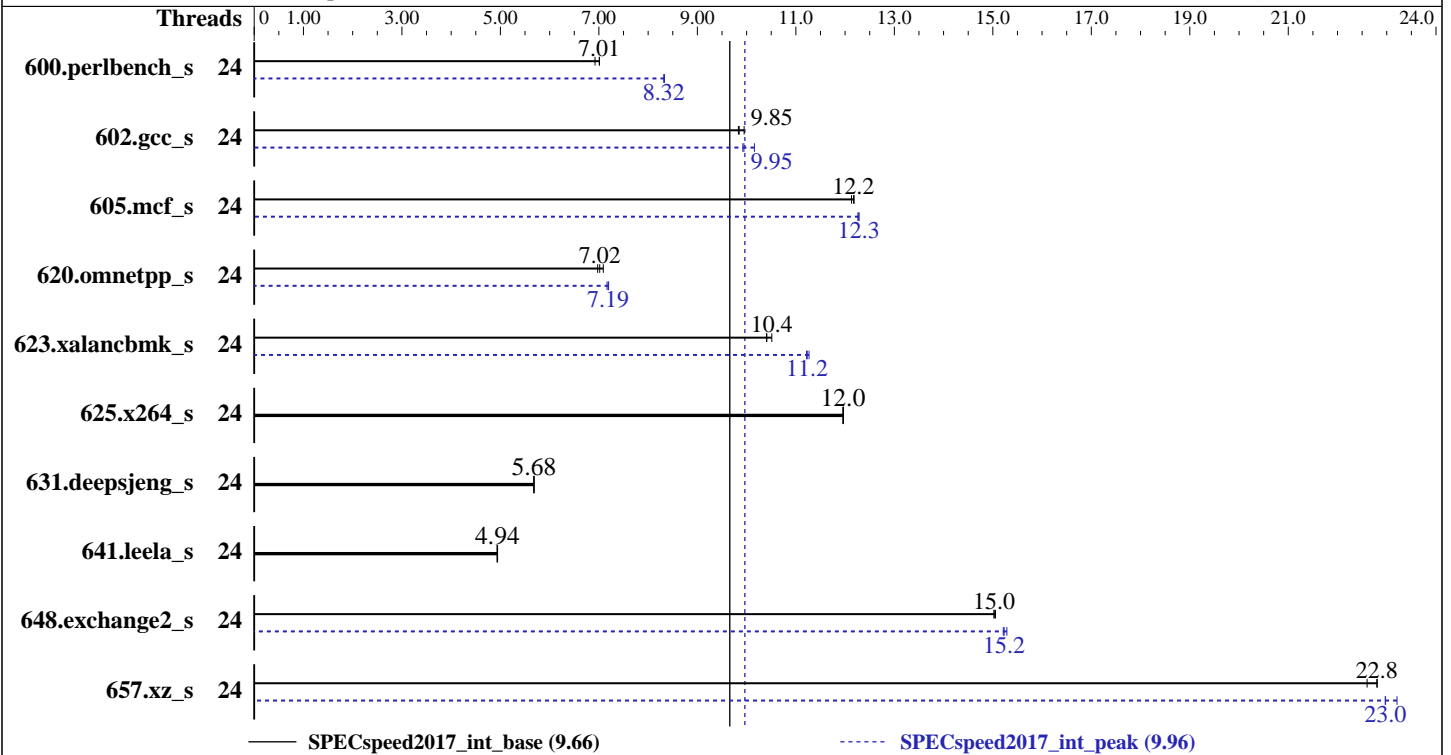 Threads 0 1.00 3.00 5.00 7.00 9.00 11.0 13.0 15.0 17.0 19.0 21.0 24.0
600.perlbench_s 24 7.01
8.32
602.gcc_s 24 9.85
9.95
605.mcf_s 24 12.2
12.3
620.omnetpp_s 24 7.02
7.19
623.xalancbmk_s 24 10.4
11.2
625.x264_s 24 12.0
631.deepsjeng_s 24 5.68
641.leela_s 24 4.94
648.exchange2_s 24 15.0
15.2
657.xz_s 24 22.8
23.0
SPECspeed2017_int_base (9.66) SPECspeed2017_int_peak (9.96)